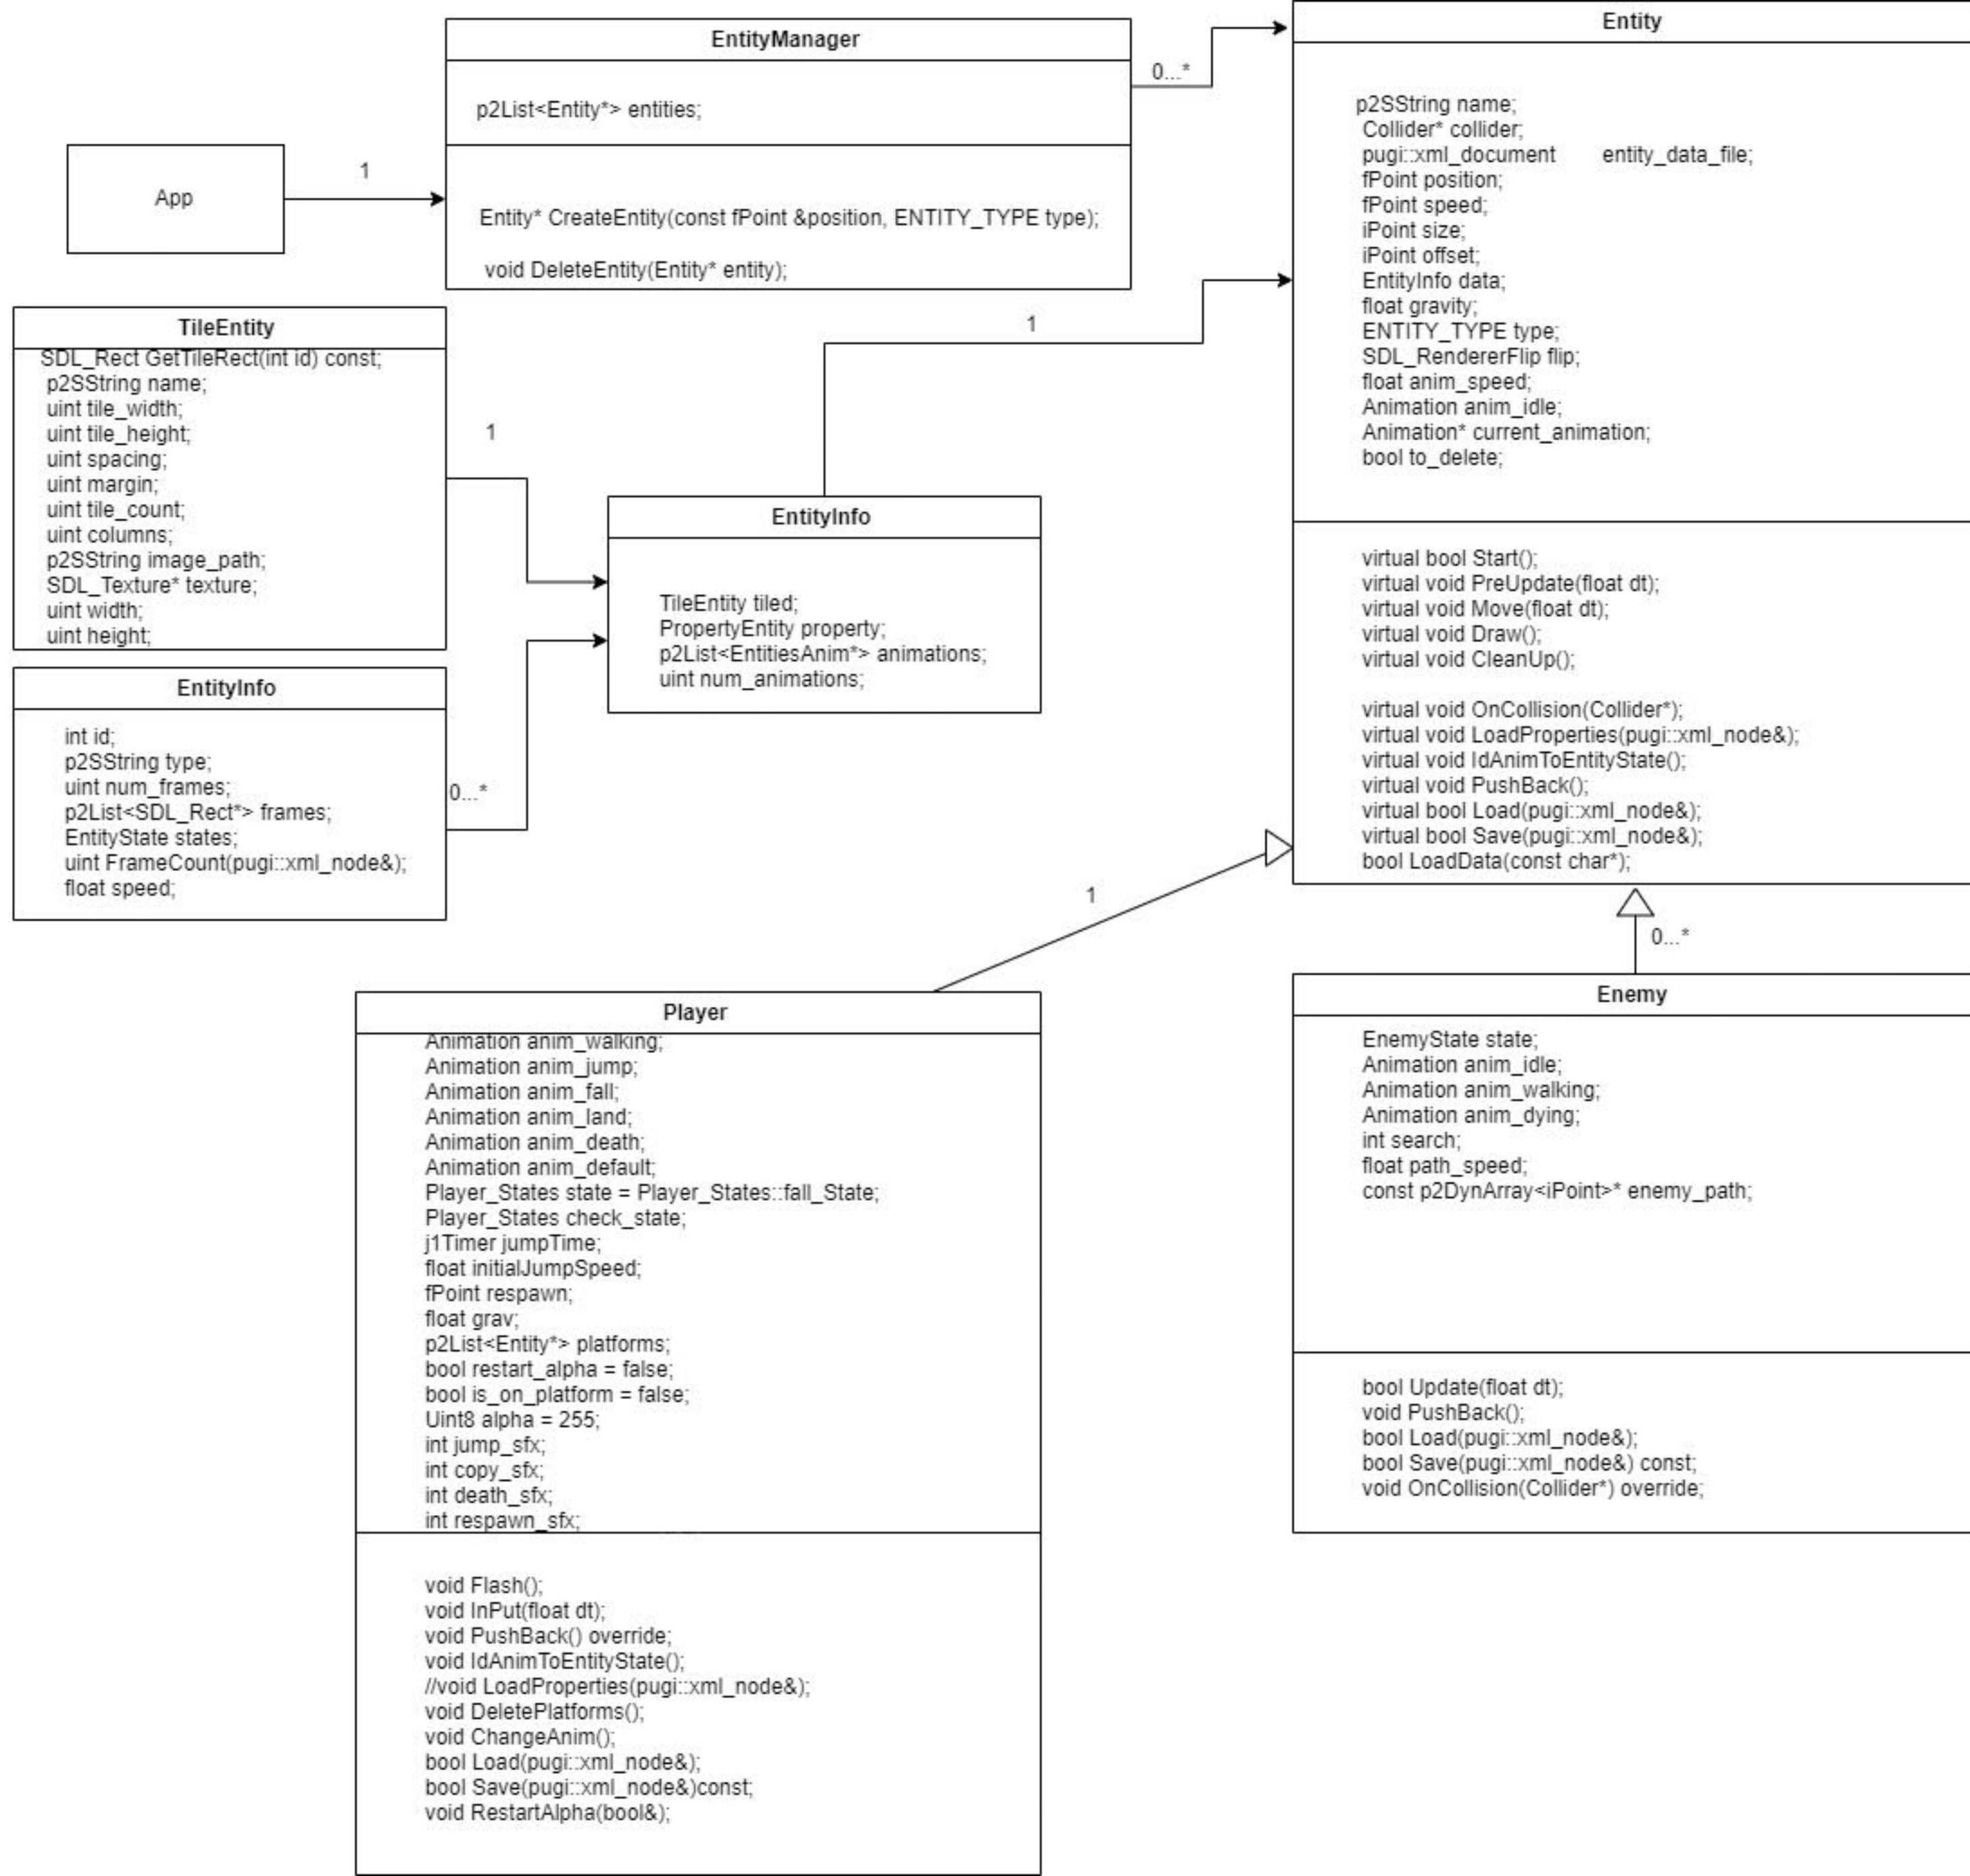 EntityManager
p2List<Entity*> entities;
Entity* CreateEntity(const fPoint &position, ENTITY_TYPE type);
void DeleteEntity(Entity* entity);
0...*
App
1
Entity
p2SString name;
Collider* collider;
pugi::xml_document entity_data_file;
fPoint position;
fPoint speed;
iPoint size;
iPoint offset;
EntityInfo data;
float gravity;
ENTITY_TYPE type;
SDL_RendererFlip flip;
float anim_speed;
Animation anim_idle;
Animation* current_animation;
bool to_delete;
virtual bool Start();
virtual void PreUpdate(float dt);
virtual void Move(float dt);
virtual void Draw();
virtual void CleanUp();
virtual void OnCollision(Collider*);
virtual void LoadProperties(pugi::xml_node&);
virtual void IdAnimToEntityState();
virtual void PushBack();
virtual bool Load(pugi::xml_node&);
virtual bool Save(pugi::xml_node&);
bool LoadData(const char*);
TileEntity
SDL_Rect GetTileRect(int id) const;
p2SString name;
uint tile_width;
uint tile_height;
uint spacing;
uint margin;
uint tile_count;
uint columns;
p2SString image_path;
SDL_Texture* texture;
uint width;
uint height;
1
1
EntityInfo
TileEntity tiled;
PropertyEntity property;
p2List<EntitiesAnim*> animations;
uint num_animations;
EntityInfo
int id;
p2SString type;
uint num_frames;
p2List<SDL_Rect*> frames;
EntityState states;
uint FrameCount(pugi::xml_node&);
float speed;
0...*
1
0...*
Player
Animation anim_walking;
Animation anim_jump;
Animation anim_fall;
Animation anim_land;
Animation anim_death;
Animation anim_default;
Player_States state = Player_States::fall_State;
Player_States check_state;
j1Timer jumpTime;
float initialJumpSpeed;
fPoint respawn;
float grav;
p2List<Entity*> platforms;
bool restart_alpha = false;
bool is_on_platform = false;
Uint8 alpha = 255;
int jump_sfx;
int copy_sfx;
int death_sfx;
int respawn_sfx;
void Flash();
void InPut(float dt);
void PushBack() override;
void IdAnimToEntityState();
//void LoadProperties(pugi::xml_node&);
void DeletePlatforms();
void ChangeAnim();
bool Load(pugi::xml_node&);
bool Save(pugi::xml_node&)const;
void RestartAlpha(bool&);
Enemy
EnemyState state;
Animation anim_idle;
Animation anim_walking;
Animation anim_dying;
int search;
float path_speed;
const p2DynArray<iPoint>* enemy_path;
bool Update(float dt);
void PushBack();
bool Load(pugi::xml_node&);
bool Save(pugi::xml_node&) const;
void OnCollision(Collider*) override;